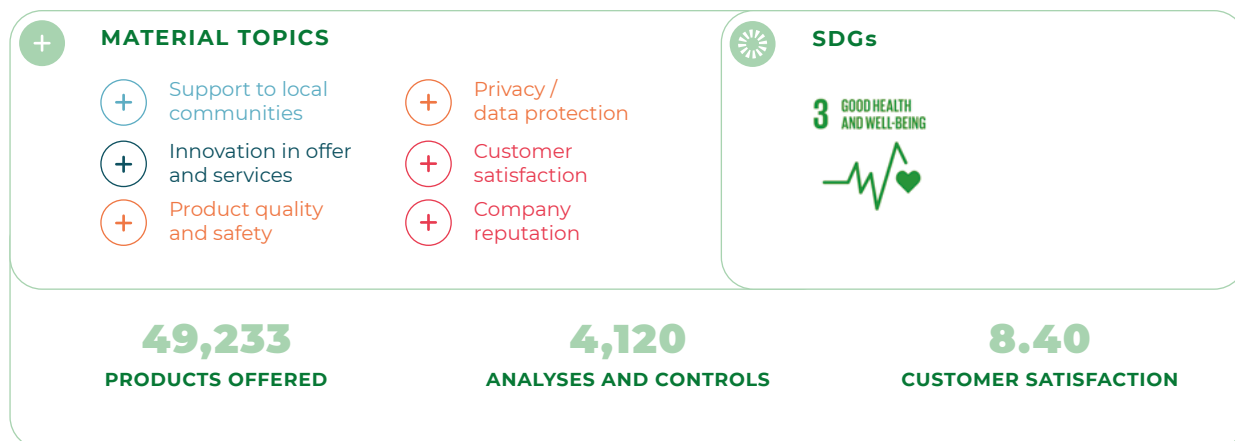 MATERIAL TOPICS
Support to local
communities
Innovation in offer
and services
Product quality
and safety
Privacy /
data protection
Customer
satisfaction
Company
reputation
SDGs
3 GOOD HEALTH
AND WELL-BEING
49,233
PRODUCTS OFFERED
4,120
ANALYSES AND CONTROLS
8.40
CUSTOMER SATISFACTION